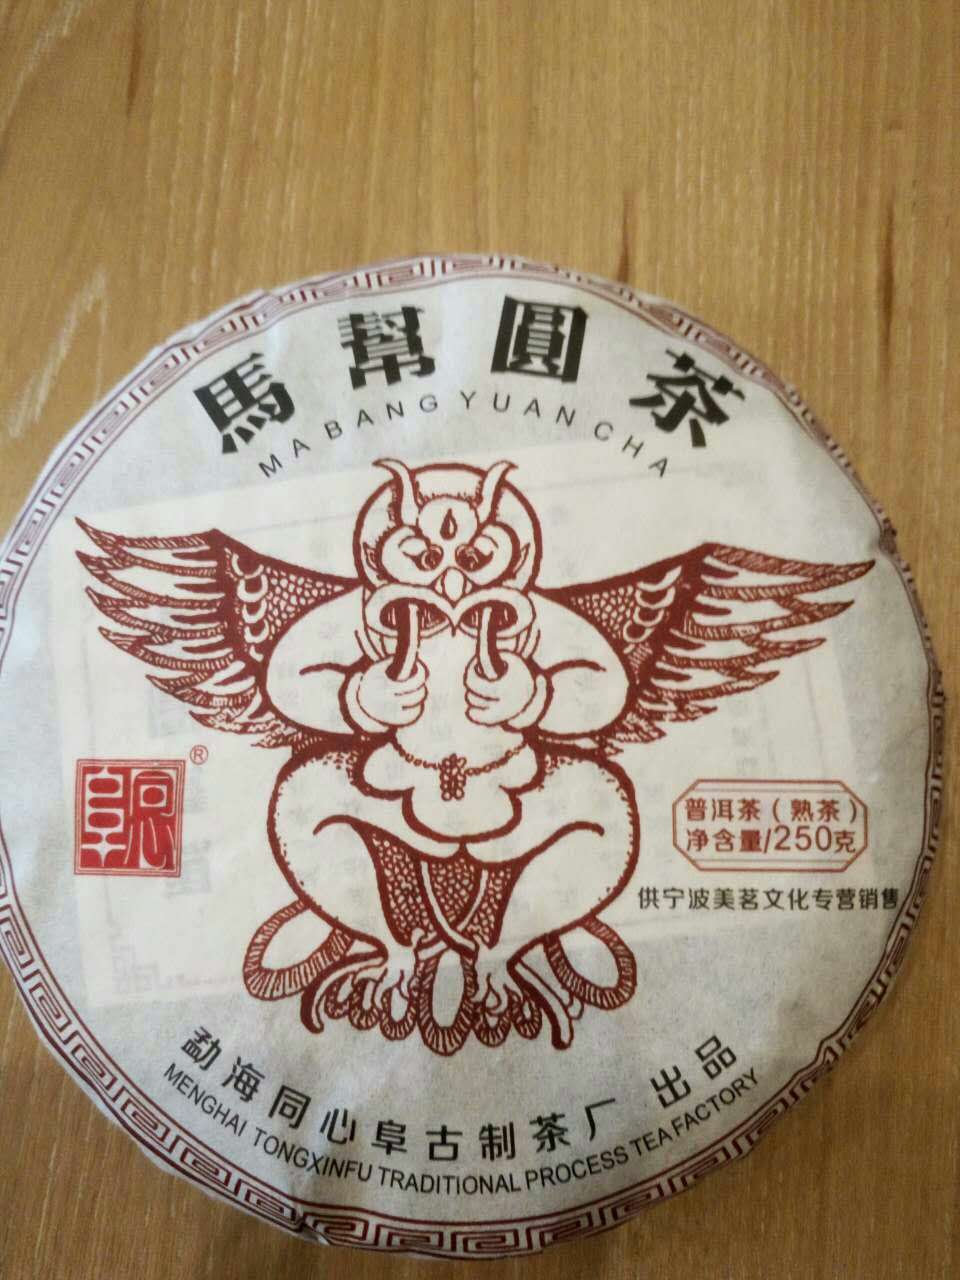 馬幫圓茶
MA BANG YUAN CHA
®
普洱茶（熟茶）
净含量/250克
供宁波美茗文化专营销售
勐海同心阜古制茶厂 出品
MENGHAI TONGXINFU TRADITIONAL PROCESS TEA FACTORY